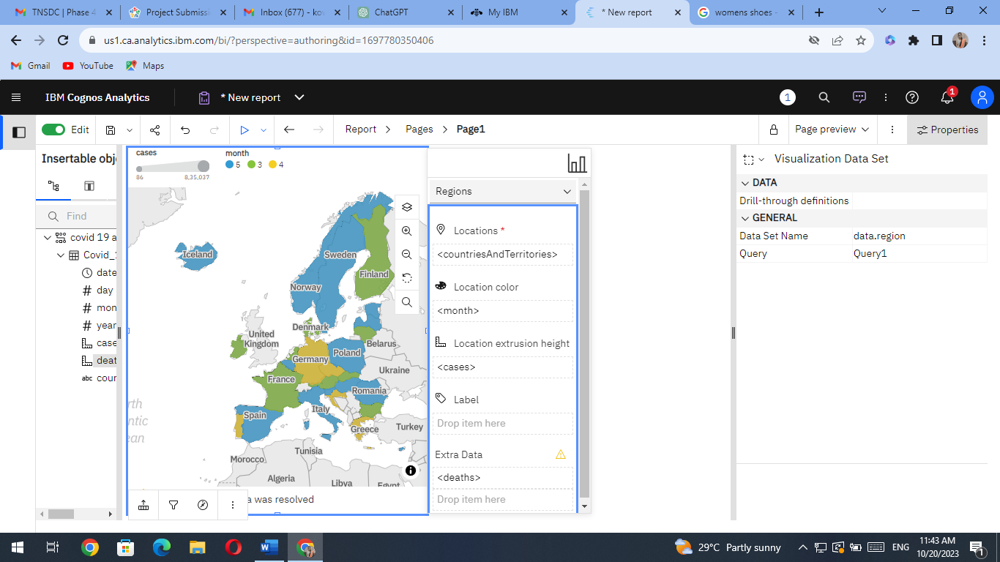 TNSDC | Phase 4
Project Submiss
Inbox (677) - kov
ChatGPT
My IBM
* New report
womens shoes -
us1.ca.analytics.ibm.com/bi/?perspective=authoring&id=1697780350406
Gmail
YouTube
Maps
IBM Cognos Analytics
* New report
1
1
Edit
Report
Pages
Page1
Page preview
Properties
Insertable obj
Find
covid 19 a
Covid_1
date
day
mon
year
case
deat
abc
coun
cases
86
8,35,037
month
5
3
4
Iceland
Sweden
Finland
Norway
Denmark
United
Kingdom
Belarus
Poland
Germany
Ukraine
France
Romania
Italy
Spain
Greece
Turkey
Tunisia
Morocco
Algeria
Libya
Egypt
rth
ntic
ean
a was resolved
Regions
Locations *
<countriesAndTerritories>
Location color
<month>
Location extrusion height
<cases>
Label
Drop item here
Extra Data
<deaths>
Drop item here
Visualization Data Set
DATA
Drill-through definitions
GENERAL
Data Set Name
data.region
Query
Query1
29°C Partly sunny
ENG
11:43 AM
10/20/2023
1